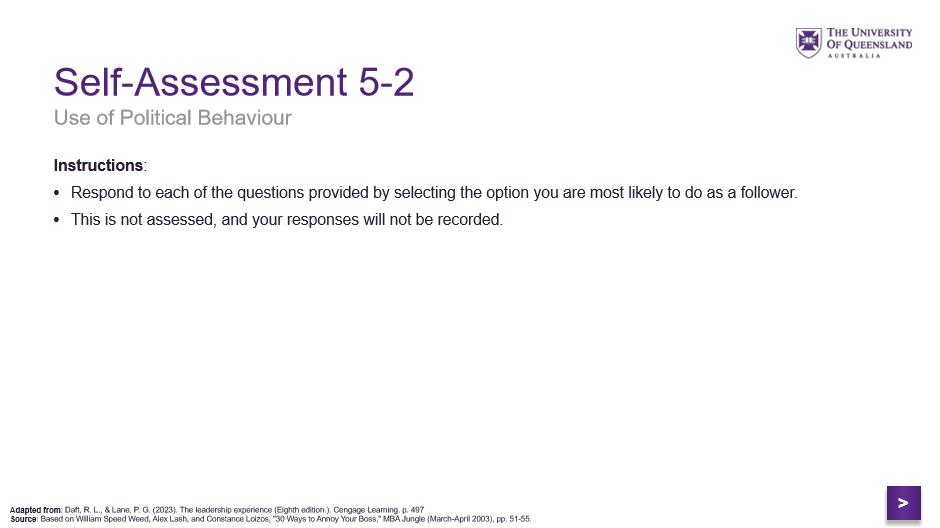 THE UNIVERSITY
OF QUEENSLAND
AUSTRALIA
Self-Assessment 5-2
Use of Political Behaviour
Instructions:
• Respond to each of the questions provided by selecting the option you are most likely to do as a follower.
• This is not assessed, and your responses will not be recorded.
>
Adapted from: Daft, R. L., & Lane, P. G. (2023). The leadership experience (Eighth edition.). Cengage Learning. p. 497
Source: Based on William Speed Weed, Alex Lash, and Constance Loizos, "30 Ways to Annoy Your Boss," MBA Jungle (March-April 2003), pp. 51-55.